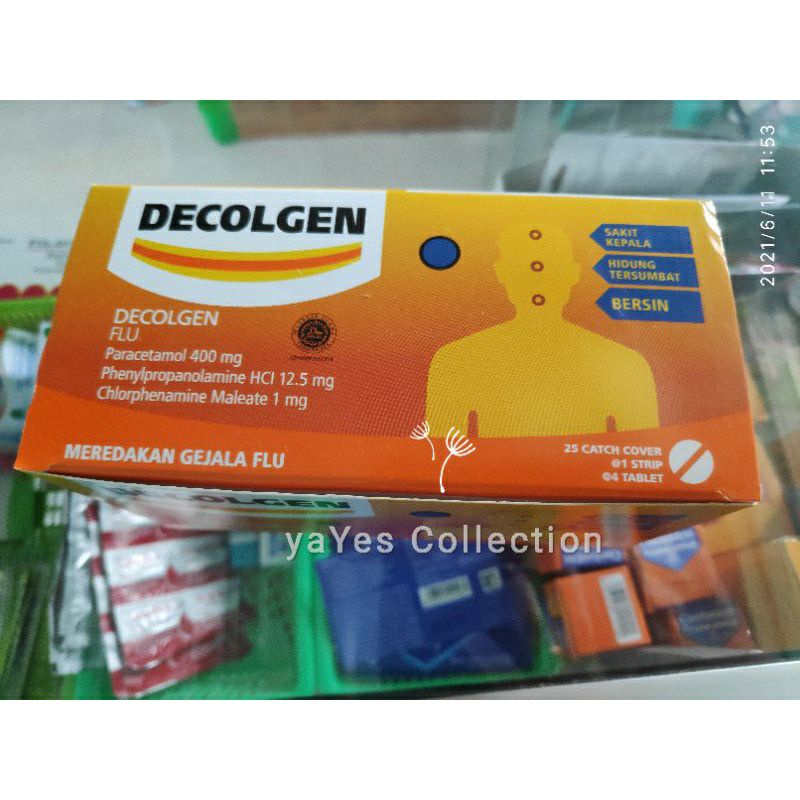 DECOLGEN
DECOLGEN
FLU
Paracetamol 400 mg
Phenylpropanolamine HCl 12.5 mg
Chlorphenamine Maleate 1 mg
MEREDAKAN GEJALA FLU
SAKIT
KEPALA
HIDUNG
TERSUMBAT
BERSIN
25 CATCH COVER
@1 STRIP
@4 TABLET
DECOLGEN
yaYes Collection
2021/6/11 11:53